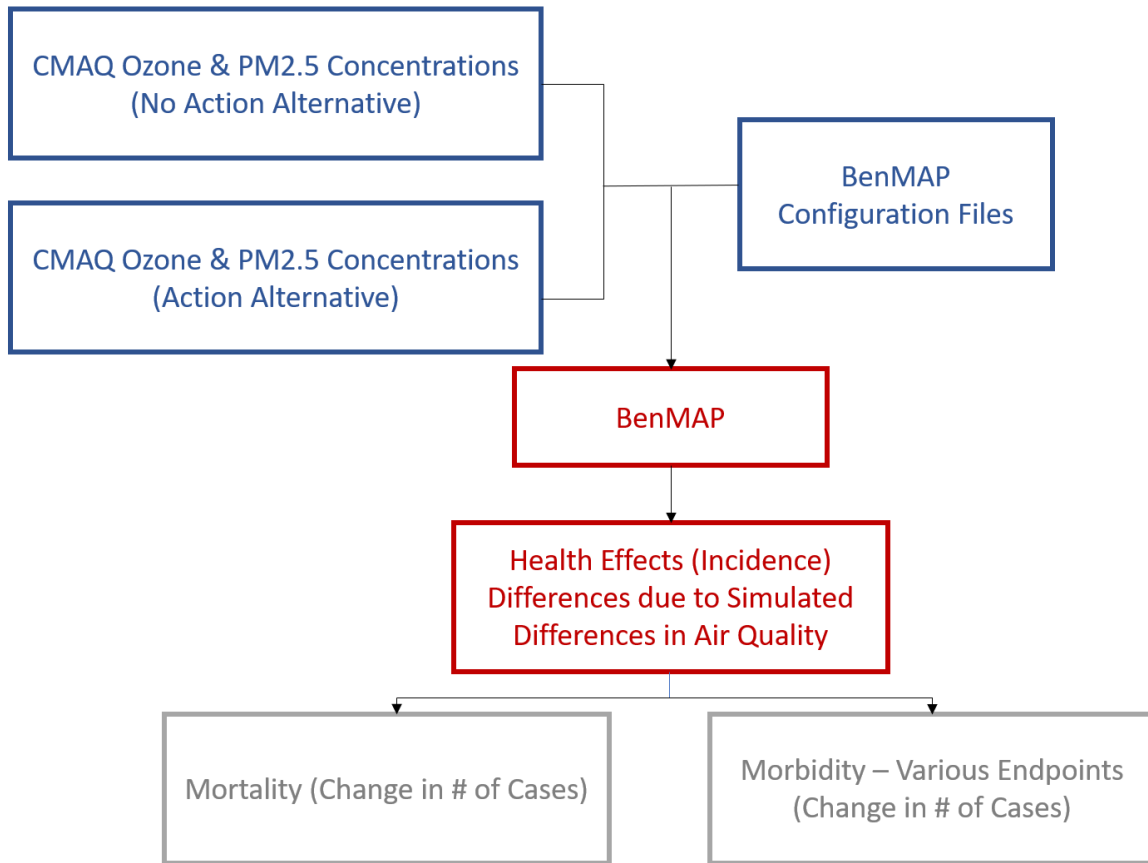 CMAQ Ozone & PM2.5 Concentrations
(No Action Alternative)
BenMAP
Configuration Files
CMAQ Ozone & PM2.5 Concentrations
(Action Alternative)
BenMAP
Health Effects (Incidence)
Differences due to Simulated
Differences in Air Quality
Mortality (Change in # of Cases)
Morbidity – Various Endpoints
(Change in # of Cases)